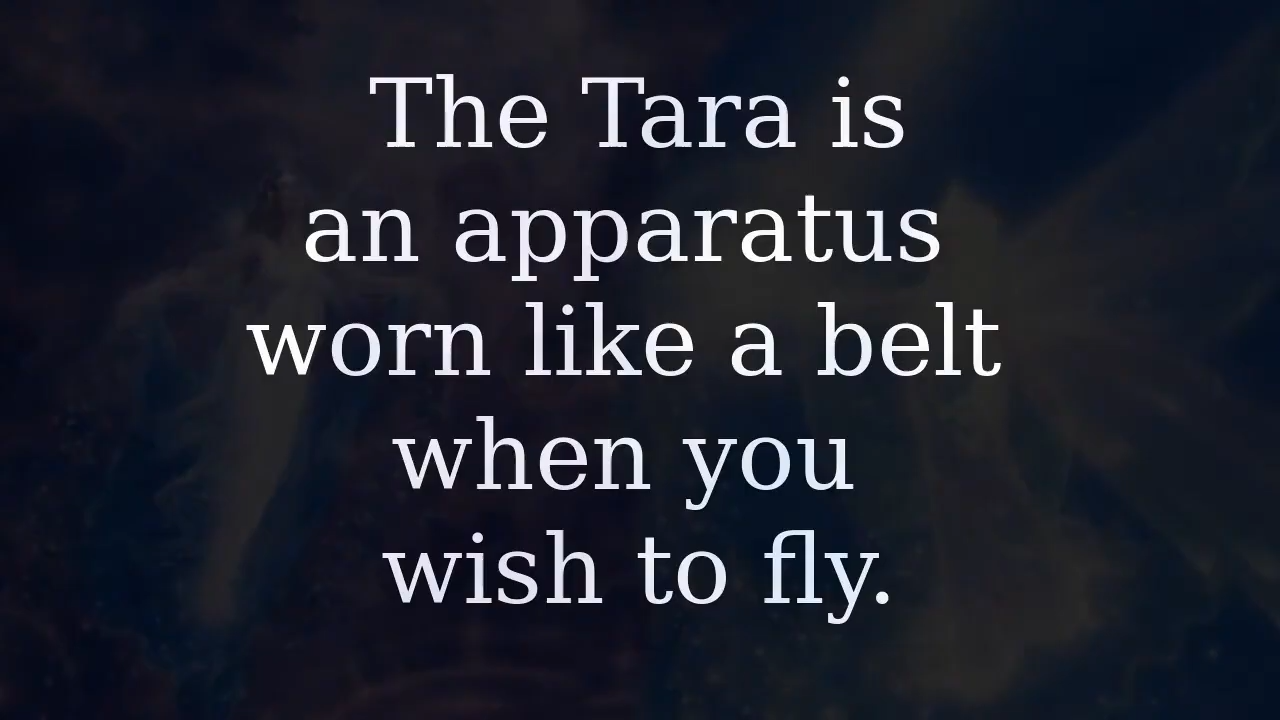 The Tara is
an apparatus
worn like a belt
when you
wish to fly.